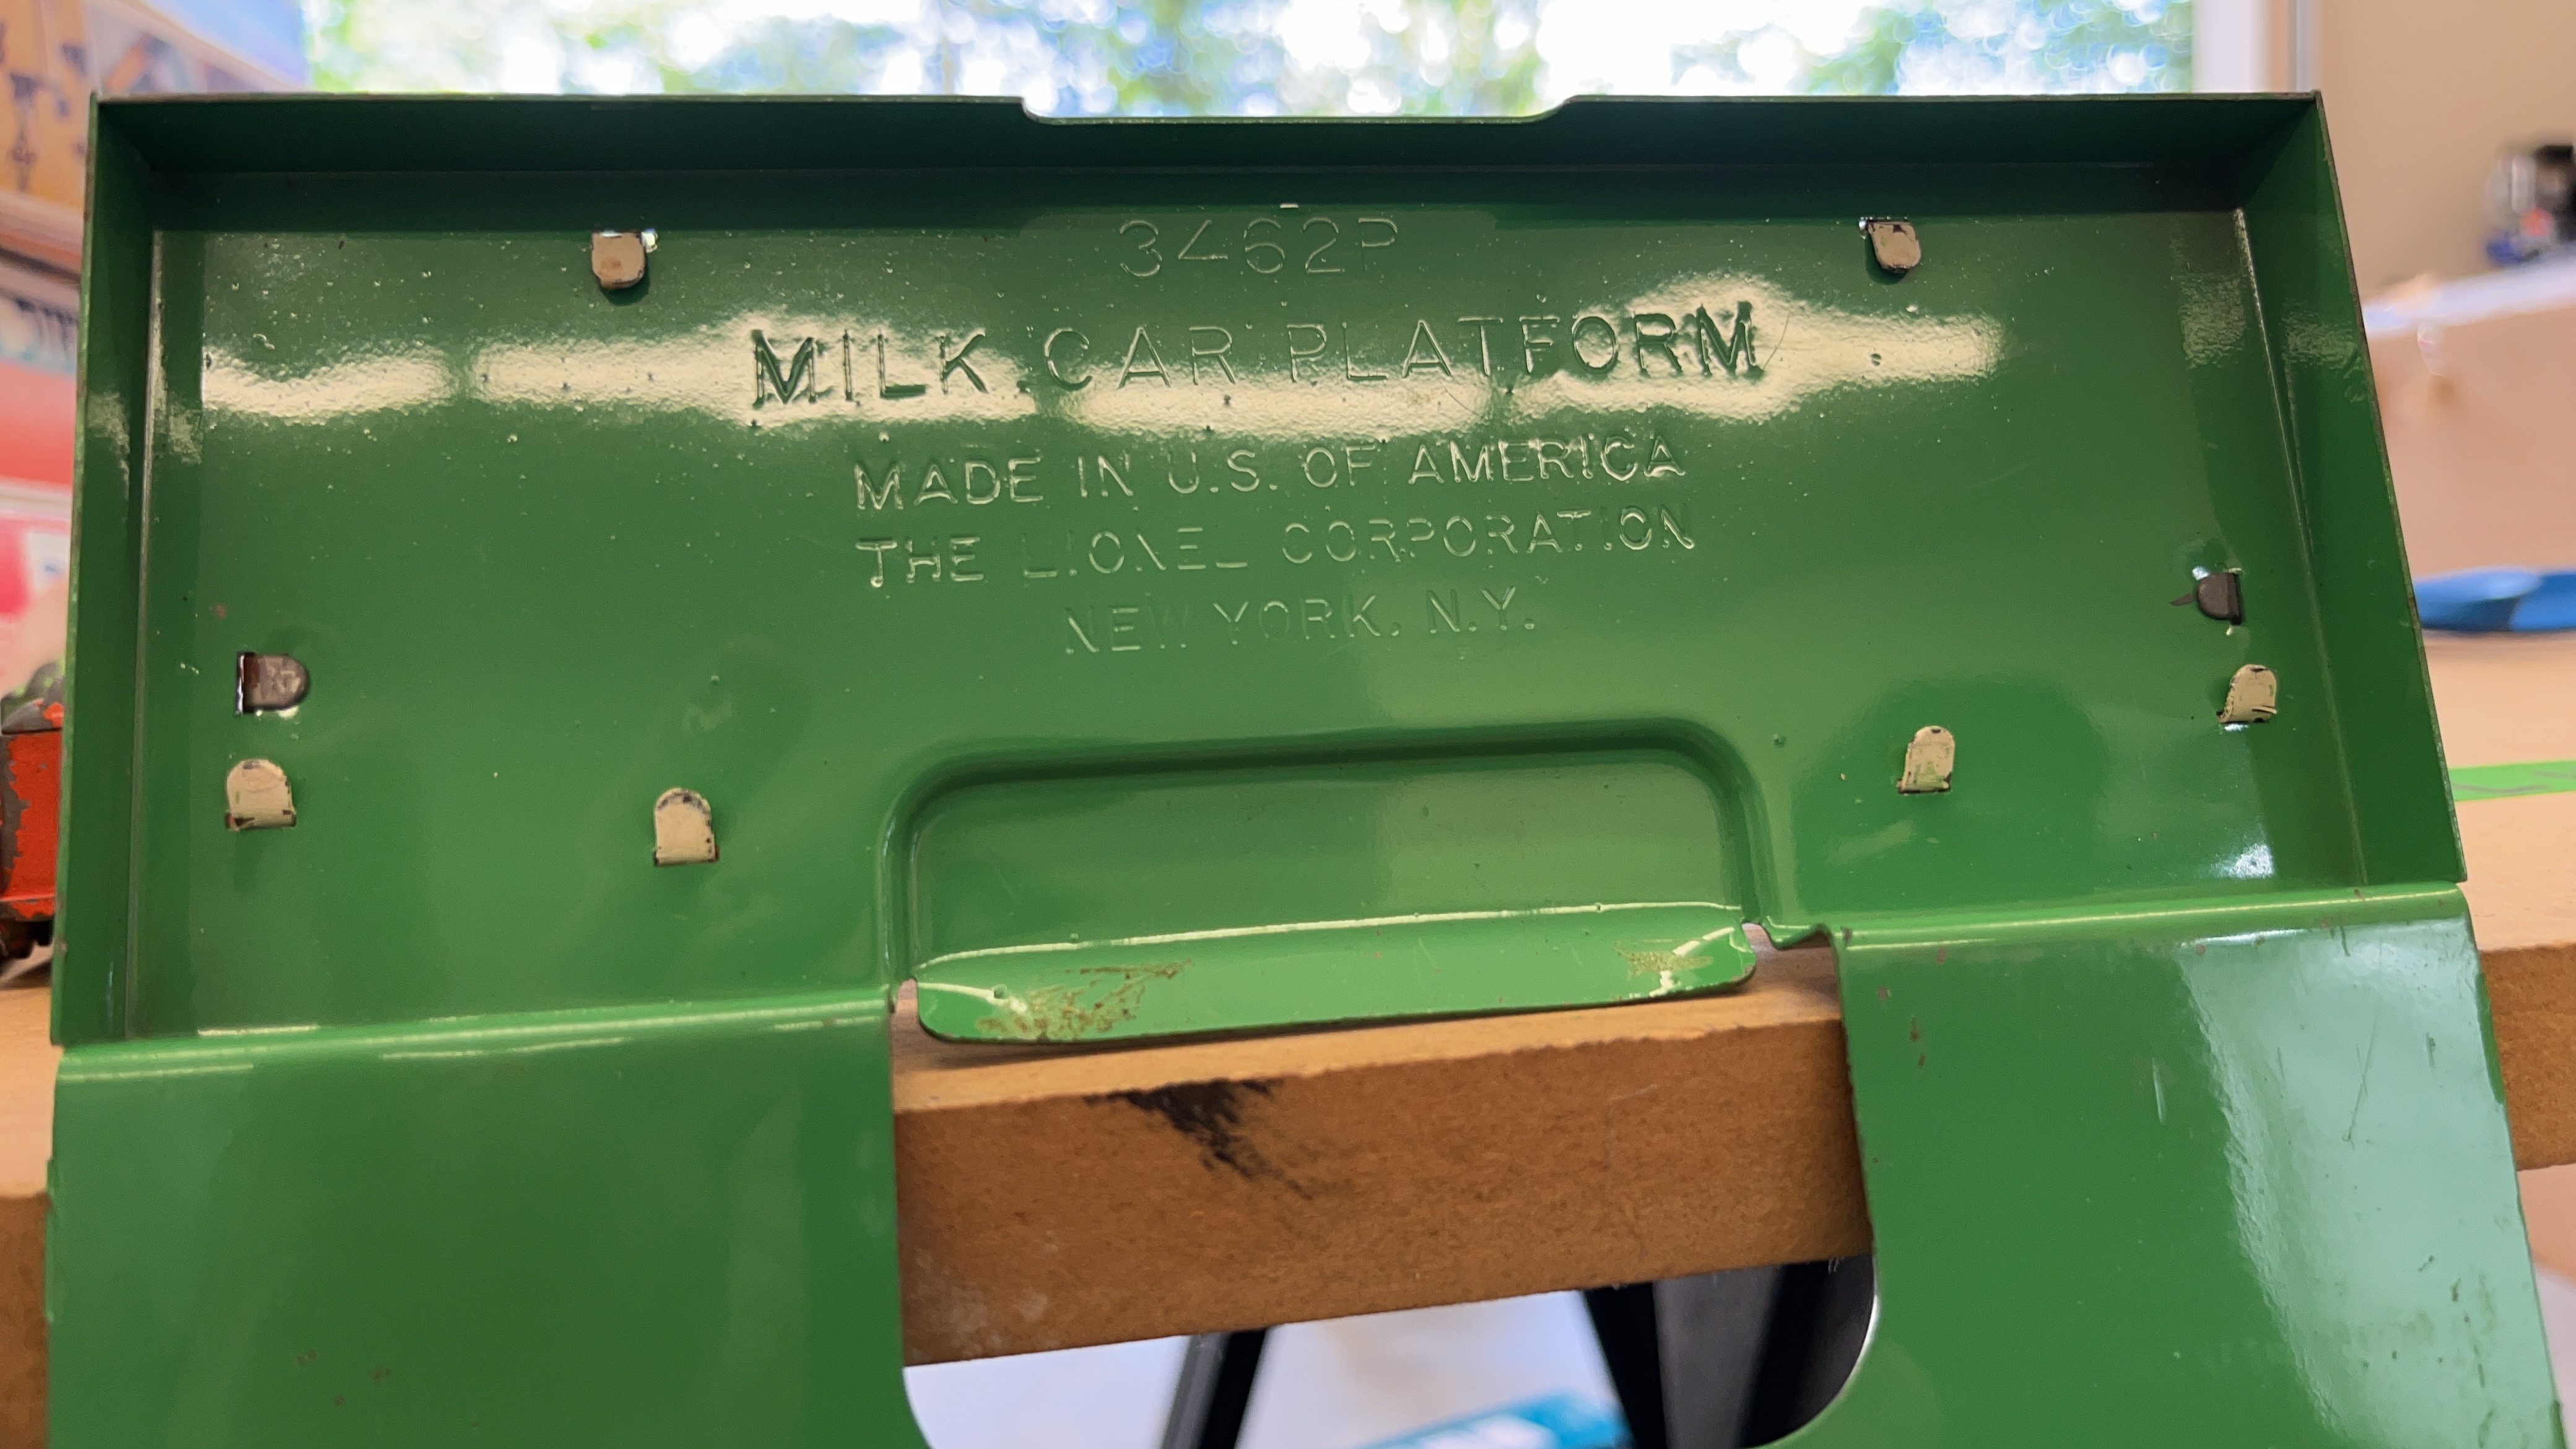 3462P
MILK CAR PLATFORM
MADE IN U.S. OF AMERICA
THE LIONEL CORPORATION
NEW YORK, N.Y.